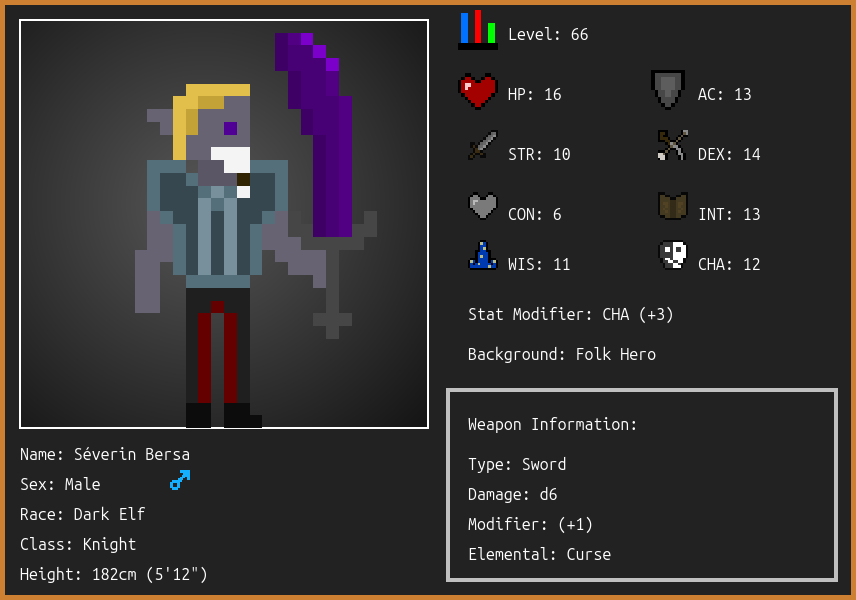 Level: 66
HP: 16
AC: 13
STR: 10
DEX: 14
CON: 6
INT: 13
WIS: 11
CHA: 12
Stat Modifier: CHA (+3)
Background: Folk Hero
Weapon Information:
Type: Sword
Damage: d6
Modifier: (+1)
Elemental: Curse
Name: Séverin Bersa
Sex: Male
Race: Dark Elf
Class: Knight
Height: 182cm (5'12")